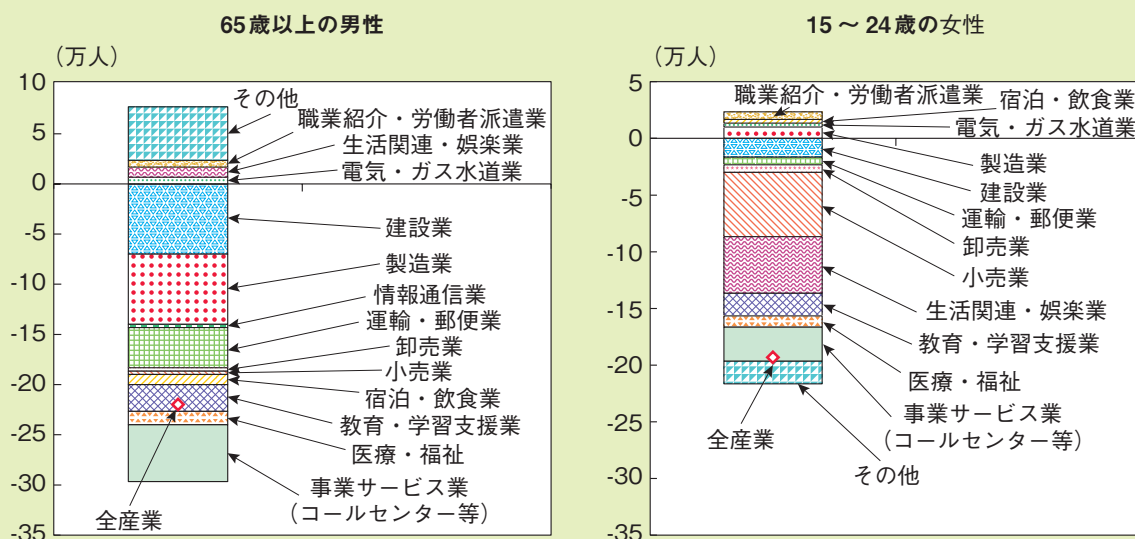 65歳以上の男性
（万人）
10
5
0
-5
-10
-15
-20
-25
-30
-35
その他
職業紹介・労働者派遣業
生活関連・娯楽業
電気・ガス水道業
建設業
製造業
情報通信業
運輸・郵便業
卸売業
小売業
宿泊・飲食業
教育・学習支援業
医療・福祉
事業サービス業
（コールセンター等）
全産業
15～24歳の女性
（万人）
5
0
-5
-10
-15
-20
-25
-30
-35
職業紹介・労働者派遣業
宿泊・飲食業
電気・ガス水道業
製造業
建設業
運輸・郵便業
卸売業
小売業
生活関連・娯楽業
教育・学習支援業
医療・福祉
事業サービス業
（コールセンター等）
全産業
その他